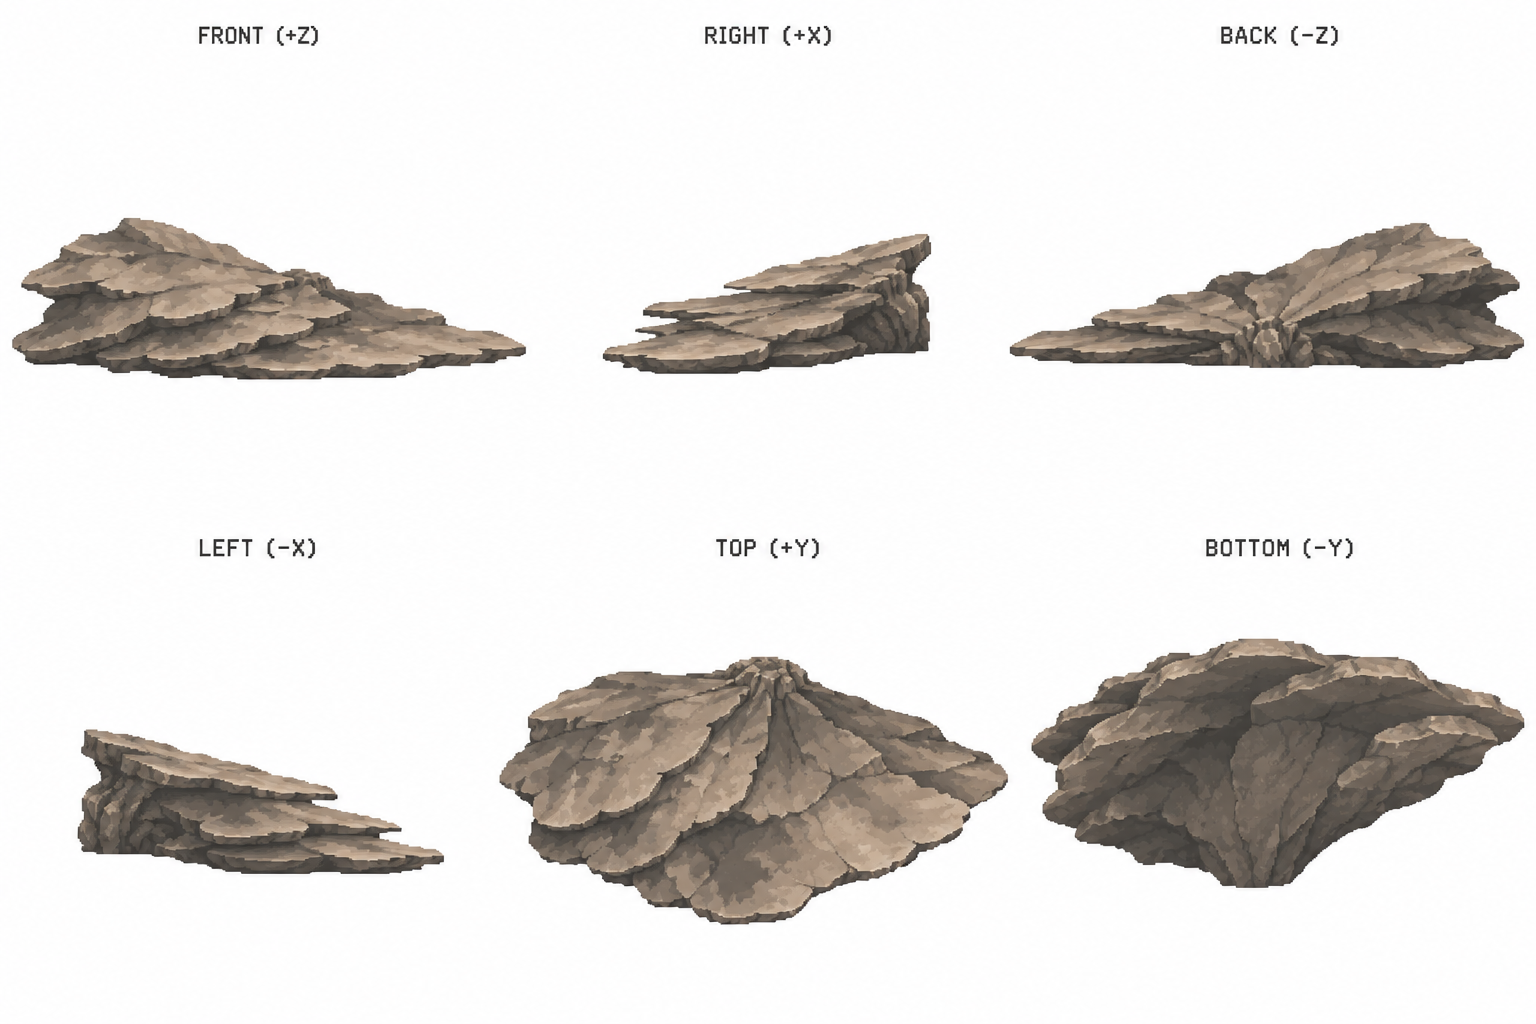 FRONT (+Z)
RIGHT (+X)
BACK (−Z)
LEFT (−X)
TOP (+Y)
BOTTOM (−Y)